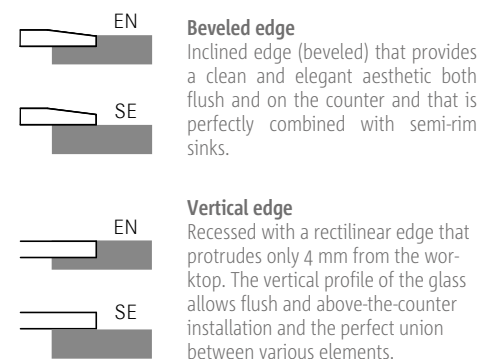 EN
SE
Beveled edge
Inclined edge (beveled) that provides
a clean and elegant aesthetic both
flush and on the counter and that is
perfectly combined with semi-rim
sinks.
EN
SE
Vertical edge
Recessed with a rectilinear edge that
protrudes only 4 mm from the wor-
ktop. The vertical profile of the glass
allows flush and above-the-counter
installation and the perfect union
between various elements.